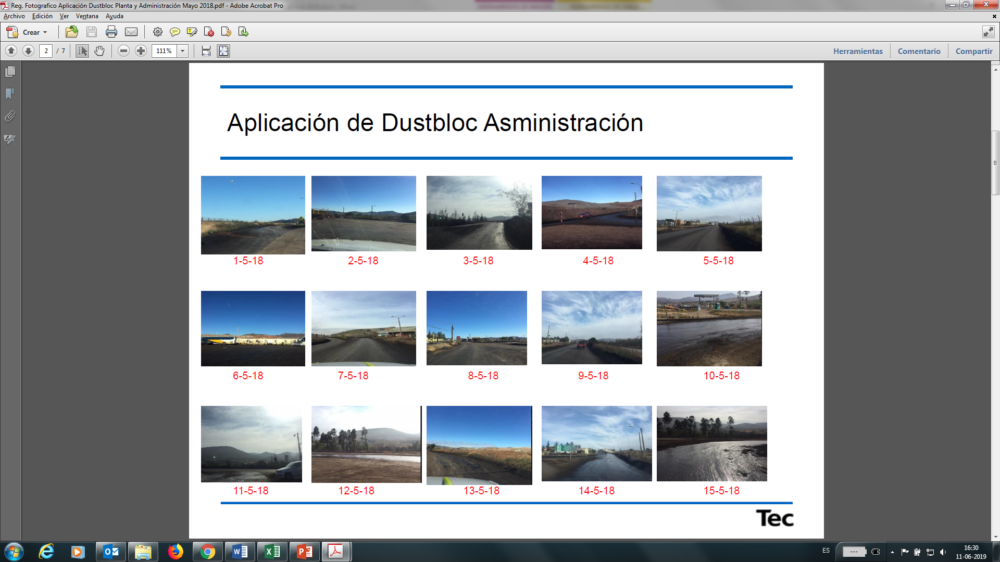 Reg. Fotografico Aplicación Dustbloc Planta y Administración Mayo 2018.pdf - Adobe Acrobat Pro
Archivo Edición Ver Ventana Ayuda
Crear
2 / 7 111% Herramientas Comentario Compartir
Aplicación de Dustbloc Asministración
1-5-18 2-5-18 3-5-18 4-5-18 5-5-18
6-5-18 7-5-18 8-5-18 9-5-18 10-5-18
11-5-18 12-5-18 13-5-18 14-5-18 15-5-18
Tec
ES 16:30
11-06-2019